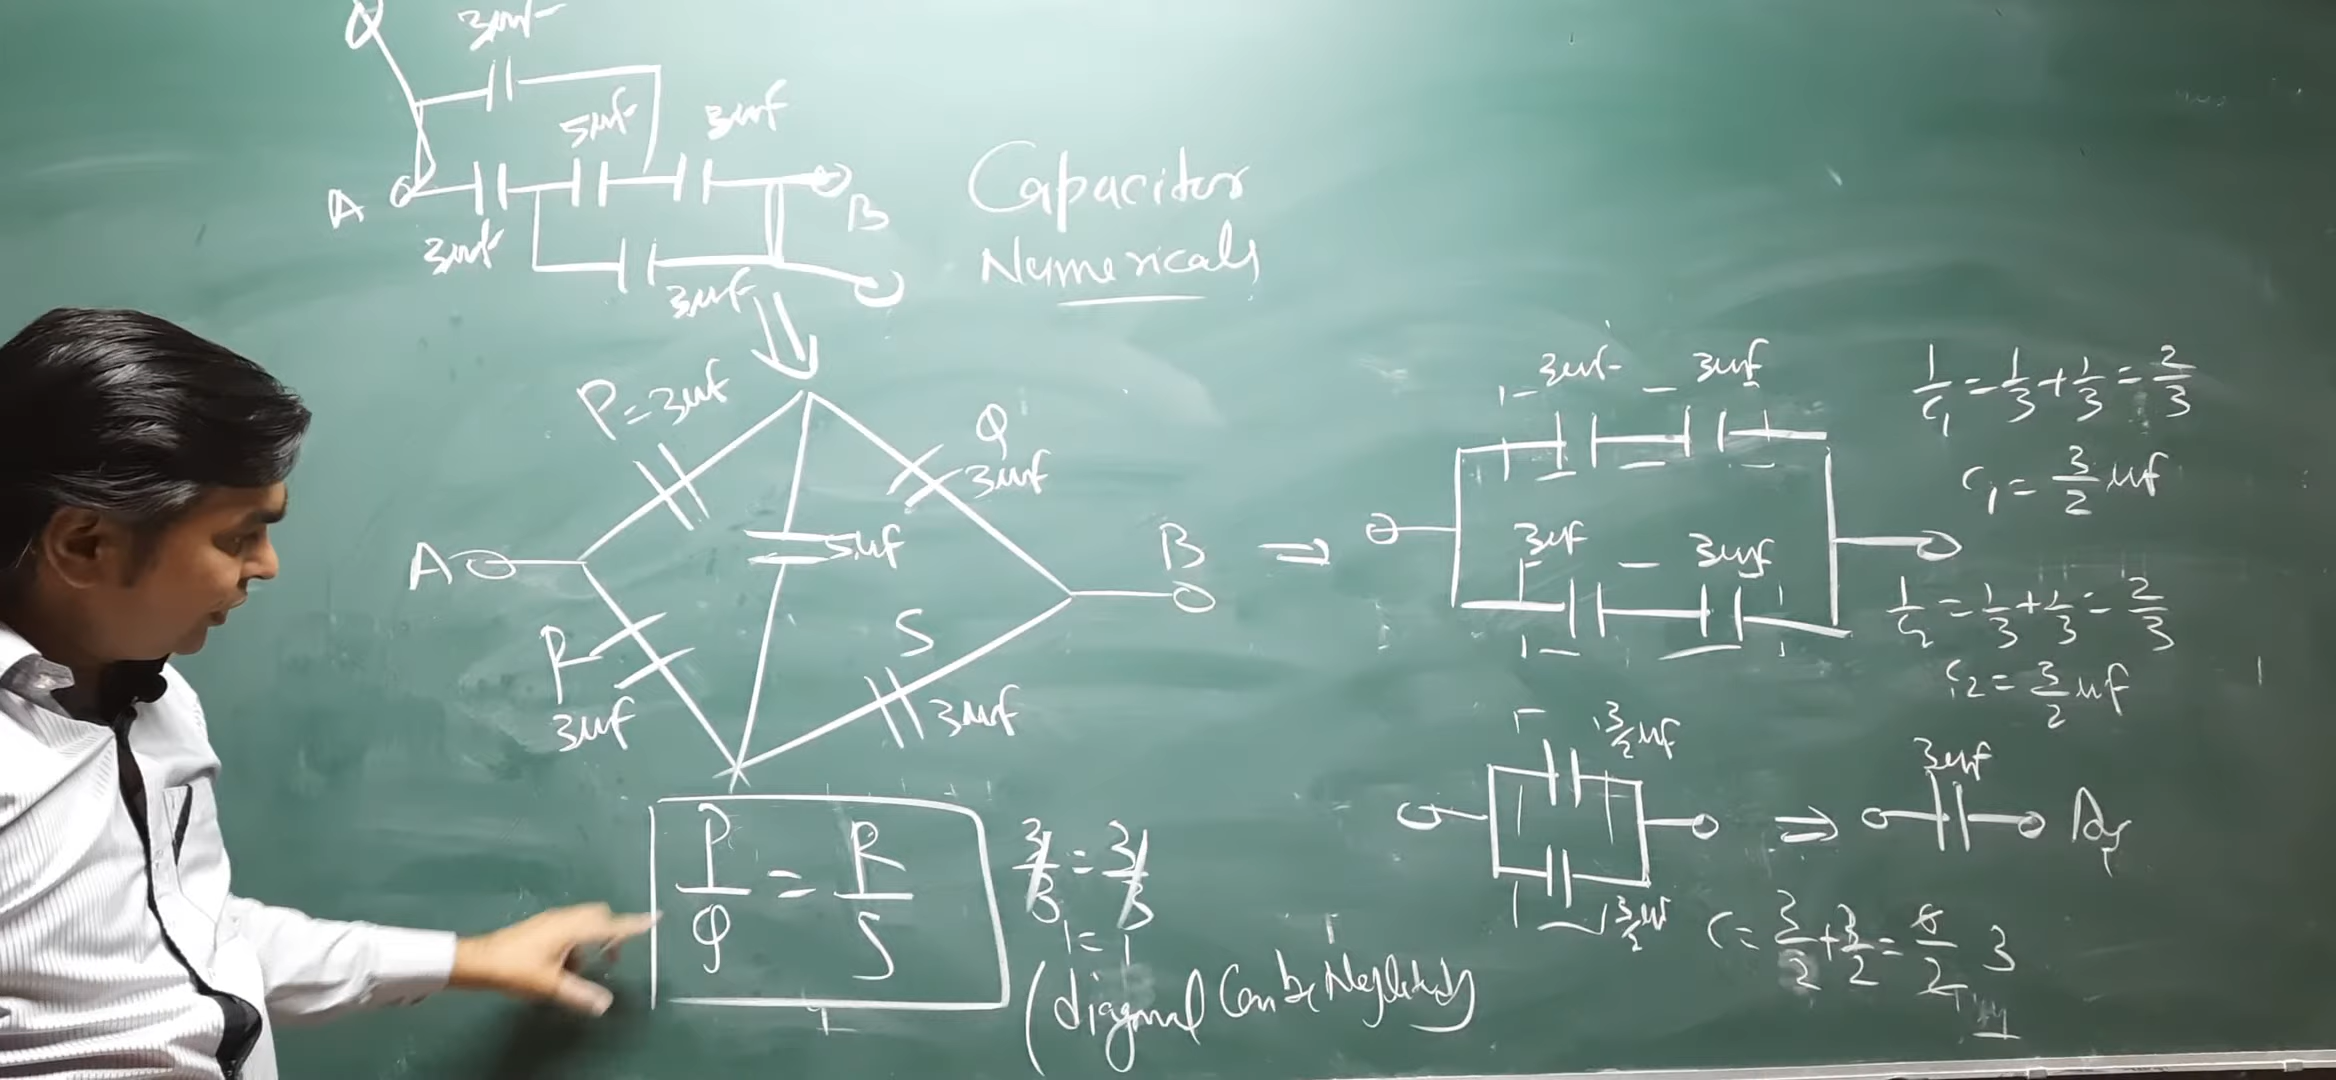 3μf
5μf
3μf
A
B
3μf
3μf
Capacitor
Numericals
P=3μf
Q
3μf
A
5μf
B
R
3μf
S
3μf
P/Q = R/S
3/3 = 3/3
1=1
(diagonal Can be Neglected)
⇒
3μf
3μf
3μf
3μf
1/C1 = 1/3 + 1/3 = 2/3
C1 = 3/2 μf
1/C2 = 1/3 + 1/3 = 2/3
C2 = 3/2 μf
3/2 μf
3/2 μf
⇒
3μf
C = 3/2 + 3/2 = 6/2 3